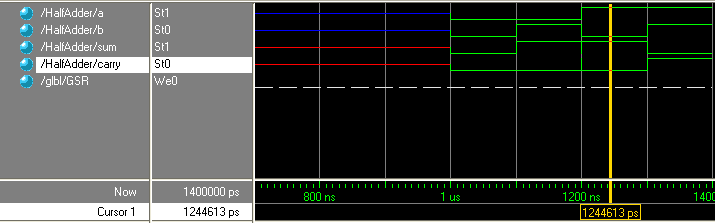 /HalfAdder/a St1
/HalfAdder/b St0
/HalfAdder/sum St1
/HalfAdder/carry St0
/glbl/GSR We0
Now 1400000 ps 800 ns 1 us 1200 ns 1400
Cursor 1 1244613 ps 1244613 ps